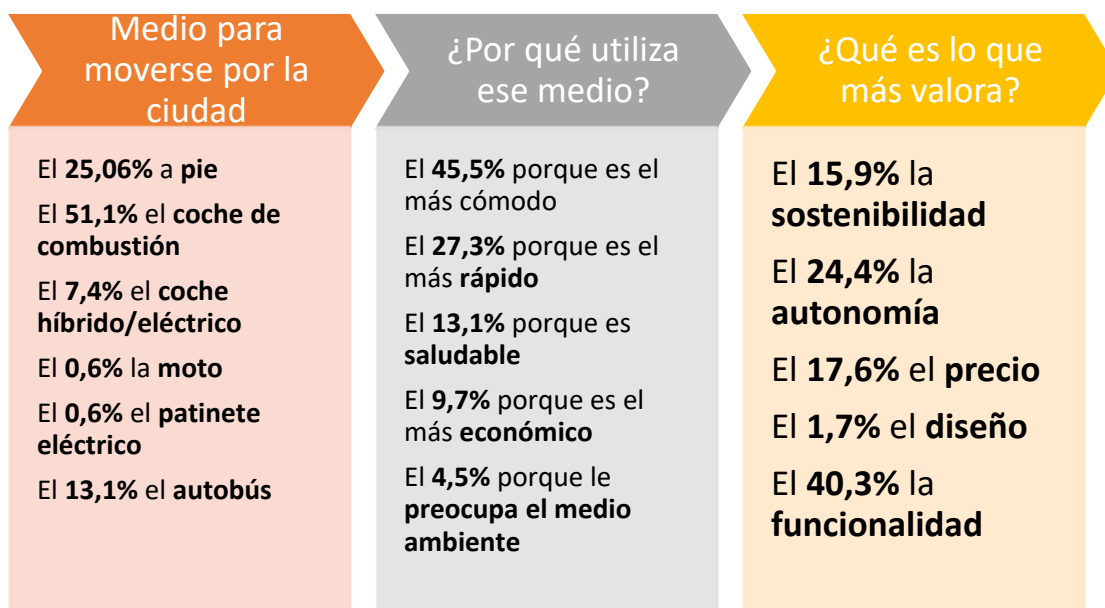 Medio para
moverse por la
ciudad
El 25,06% a pie
El 51,1% el coche de
combustión
El 7,4% el coche
híbrido/eléctrico
El 0,6% la moto
El 0,6% el patinete
eléctrico
El 13,1% el autobús
¿Por qué utiliza
ese medio?
El 45,5% porque es el
más cómodo
El 27,3% porque es el
más rápido
El 13,1% porque es
saludable
El 9,7% porque es el
más económico
El 4,5% porque le
preocupa el medio
ambiente
¿Qué es lo que
más valora?
El 15,9% la
sostenibilidad
El 24,4% la
autonomía
El 17,6% el precio
El 1,7% el diseño
El 40,3% la
funcionalidad